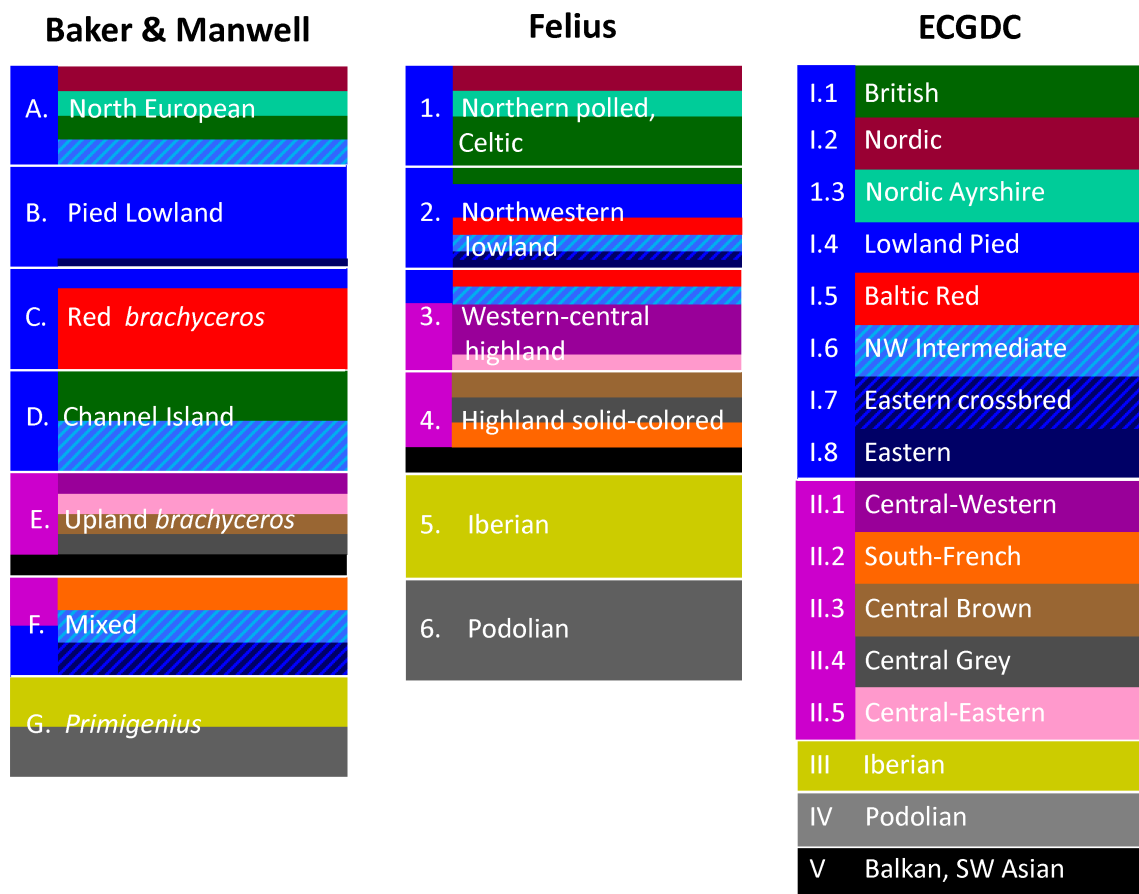 Baker & Manwell
A. North European
B. Pied Lowland
C. Red brachyceros
D. Channel Island
E. Upland brachyceros
F. Mixed
G. Primigenius
Felius
1. Northern polled,
Celtic
2. Northwestern
lowland
3. Western-central
highland
4. Highland solid-colored
5. Iberian
6. Podolian
ECGDC
I.1 British
I.2 Nordic
1.3 Nordic Ayrshire
I.4 Lowland Pied
I.5 Baltic Red
I.6 NW Intermediate
I.7 Eastern crossbred
I.8 Eastern
II.1 Central-Western
II.2 South-French
II.3 Central Brown
II.4 Central Grey
II.5 Central-Eastern
III Iberian
IV Podolian
V Balkan, SW Asian